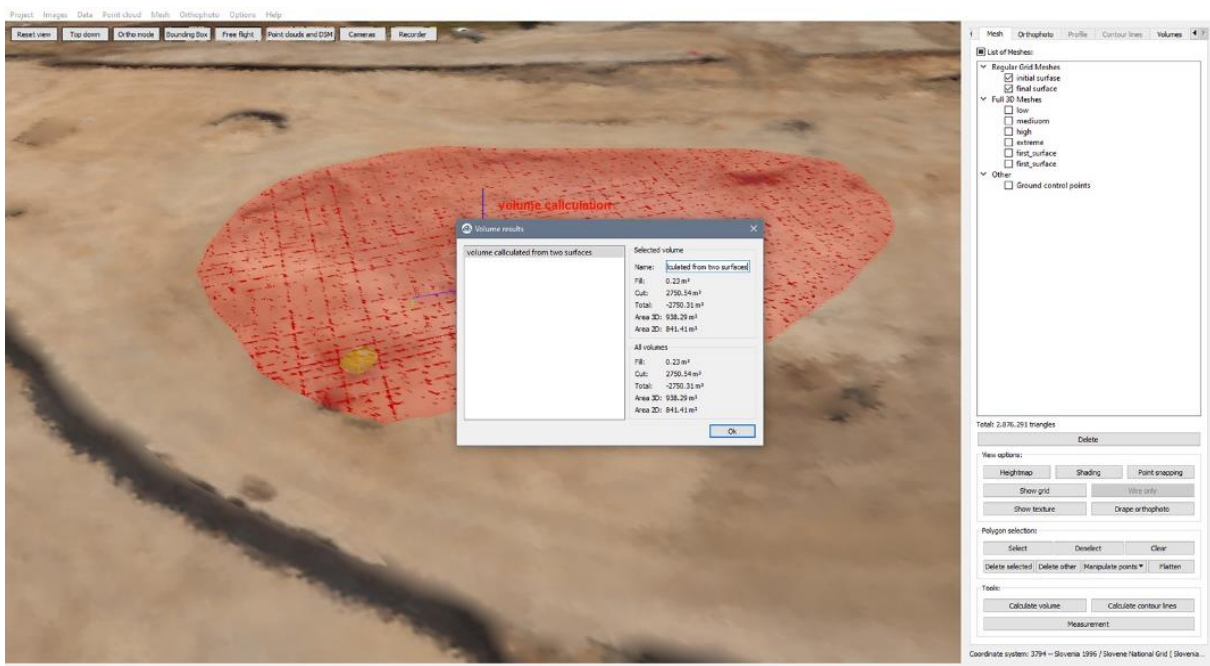 Project Images Data Point cloud Mesh Orthophoto Options Help
Reset view Top down Ortho mode Bounding Box Free flight Point clouds and DSM Cameras Recorder
Mesh Orthophoto Profile Contour lines Volumes
List of Meshes:
Regular Grid Meshes
initial surfase
final surface
Full 3D Meshes
low
mediuom
high
extreme
first_surface
first_surface
Other
Ground control points
volume callculation
Volume results
volume callculated from two surfaces
Selected volume
Name: lculated from two surfaces
Fill: 0.23 m³
Cut: 2750.54 m³
Total: -2750.31 m³
Area 3D: 938.29 m²
Area 2D: 841.41 m²
All volumes
Fill: 0.23 m³
Cut: 2750.54 m³
Total: -2750.31 m³
Area 3D: 938.29 m²
Area 2D: 841.41 m²
Ok
Total: 2.876.291 triangles
Delete
View options:
Heightmap Shading Point snapping
Show grid Wire only
Show texture Drape orthophoto
Polygon selection:
Select Deselect Clear
Delete selected Delete other Manipulate points Flatten
Tools:
Calculate volume Calculate contour lines
Measurement
Coordinate system: 3794 -- Slovenia 1996 / Slovene National Grid [ Slovenia ...